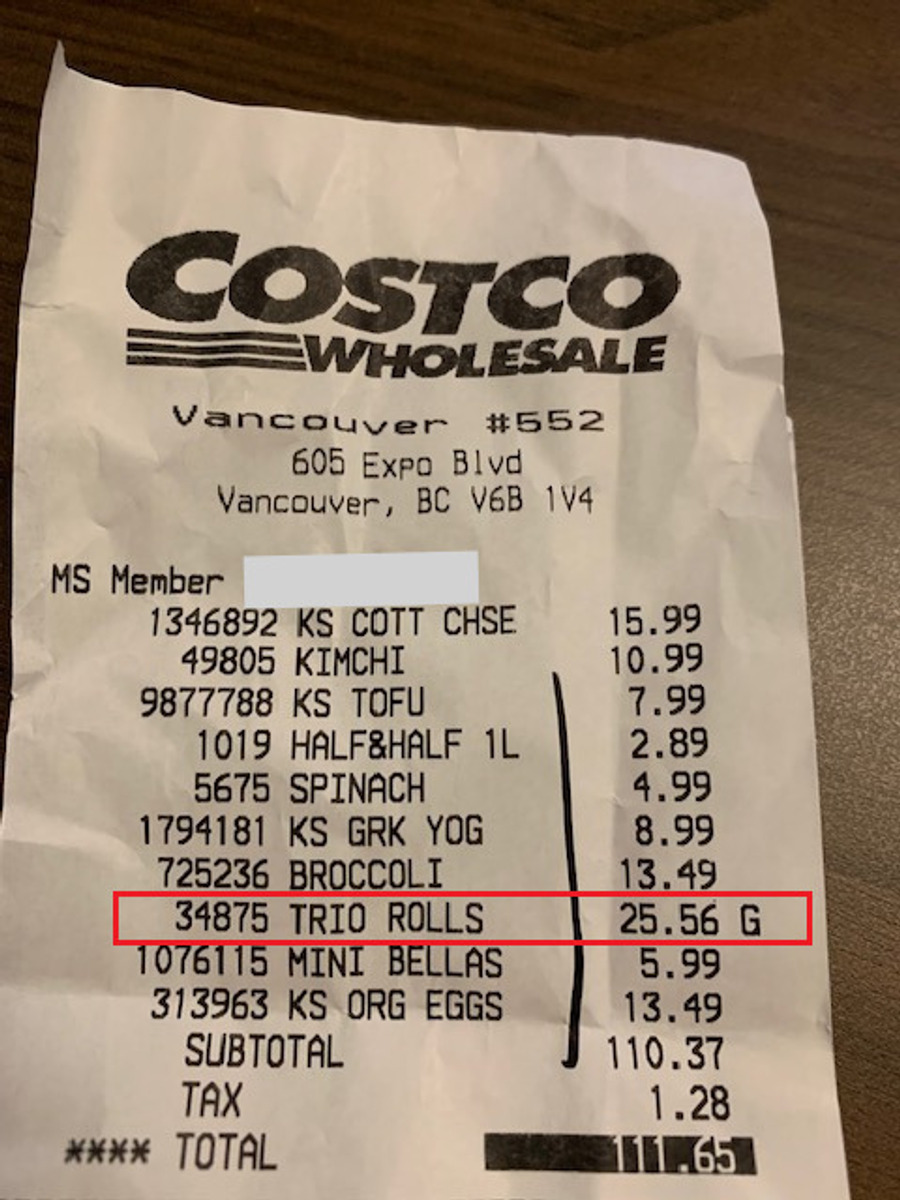 COSTCO
WHOLESALE
Vancouver #552
605 Expo Blvd
Vancouver, BC V6B 1V4
MS Member
1346892 KS COTT CHSE 15.99
49805 KIMCHI 10.99
9877788 KS TOFU 7.99
1019 HALF&HALF 1L 2.89
5675 SPINACH 4.99
1794181 KS GRK YOG 8.99
725236 BROCCOLI 13.49
34875 TRIO ROLLS 25.56 G
1076115 MINI BELLAS 5.99
313963 KS ORG EGGS 13.49
SUBTOTAL 110.37
TAX 1.28
**** TOTAL 111.65